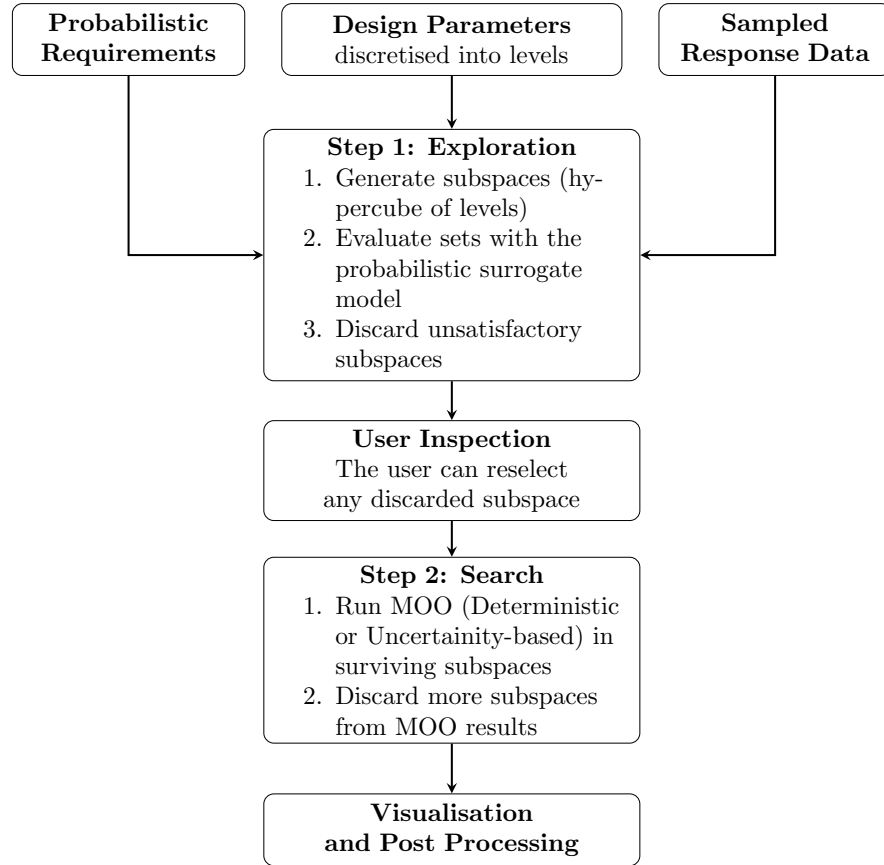 Probabilistic
Requirements
Design Parameters
discretised into levels
Sampled
Response Data
Step 1: Exploration
1. Generate subspaces (hy-
percube of levels)
2. Evaluate sets with the
probabilistic surrogate
model
3. Discard unsatisfactory
subspaces
User Inspection
The user can reselect
any discarded subspace
Step 2: Search
1. Run MOO (Deterministic
or Uncertainity-based) in
surviving subspaces
2. Discard more subspaces
from MOO results
Visualisation
and Post Processing